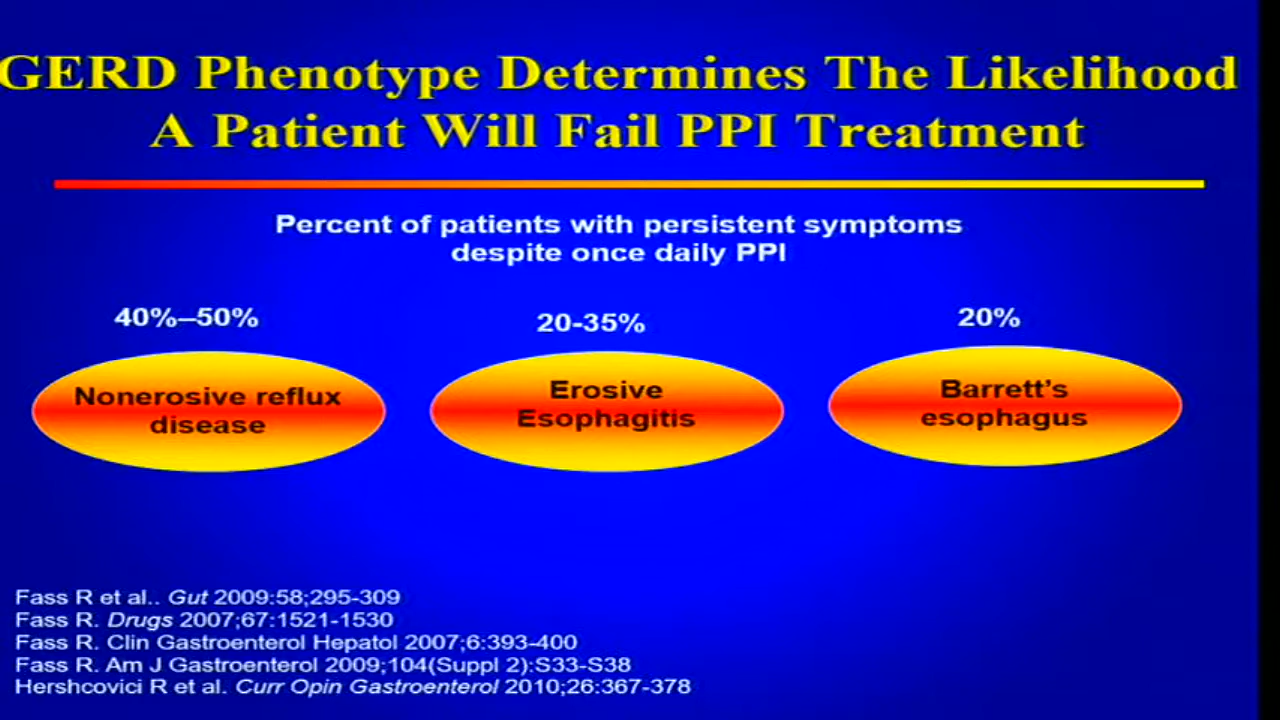 GERD Phenotype Determines The Likelihood
A Patient Will Fail PPI Treatment
Percent of patients with persistent symptoms
despite once daily PPI
40%–50%
Nonerosive reflux
disease
20-35%
Erosive
Esophagitis
20%
Barrett's
esophagus
Fass R et al.. Gut 2009:58;295-309
Fass R. Drugs 2007;67:1521-1530
Fass R. Clin Gastroenterol Hepatol 2007;6:393-400
Fass R. Am J Gastroenterol 2009;104(Suppl 2):S33-S38
Hershcovici R et al. Curr Opin Gastroenterol 2010;26:367-378